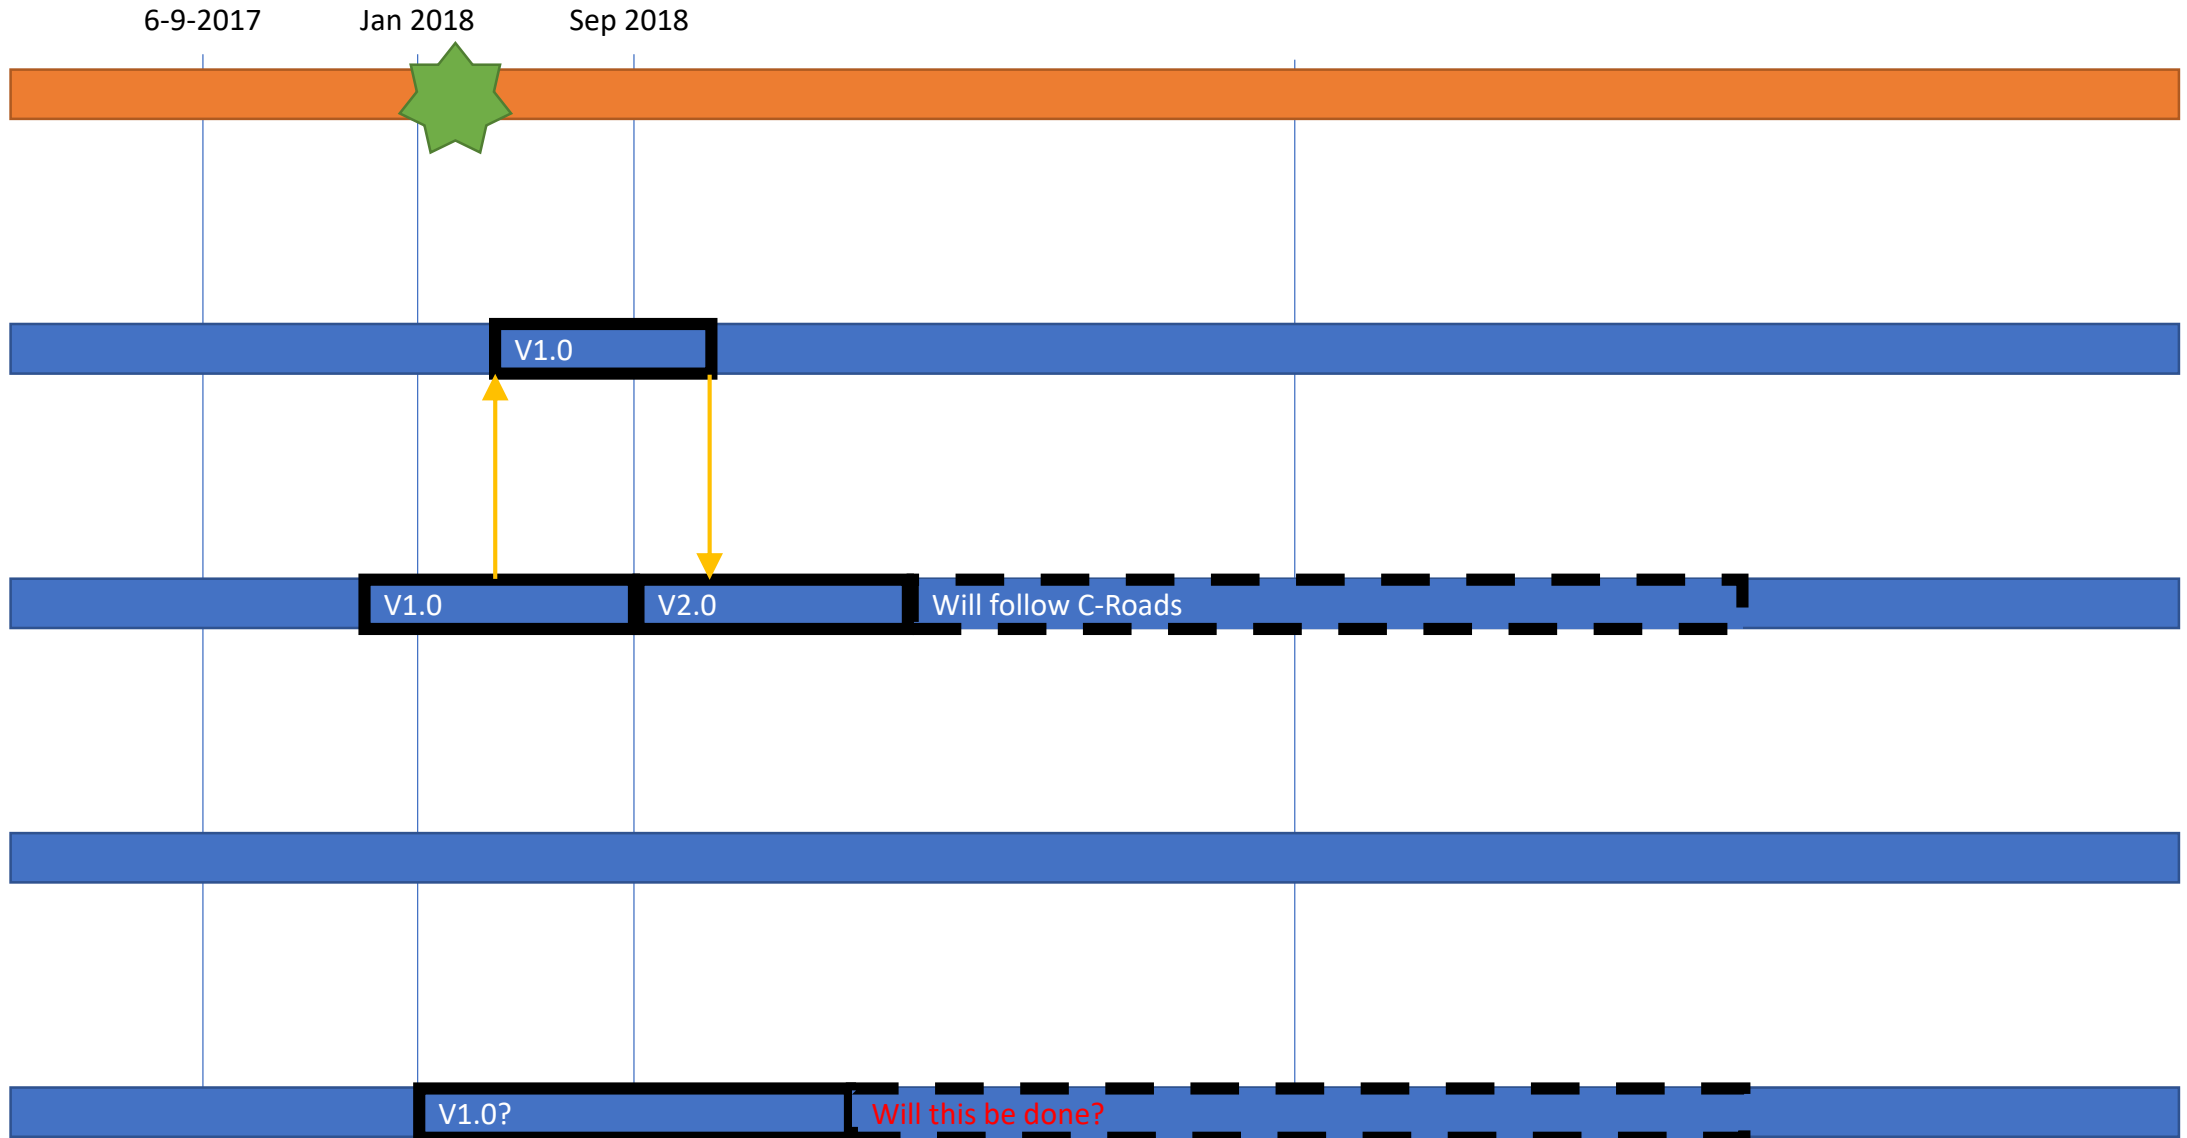 6-9-2017
Jan 2018
Sep 2018
V1.0
V1.0
V2.0
Will follow C-Roads
V1.0?
Will this be done?